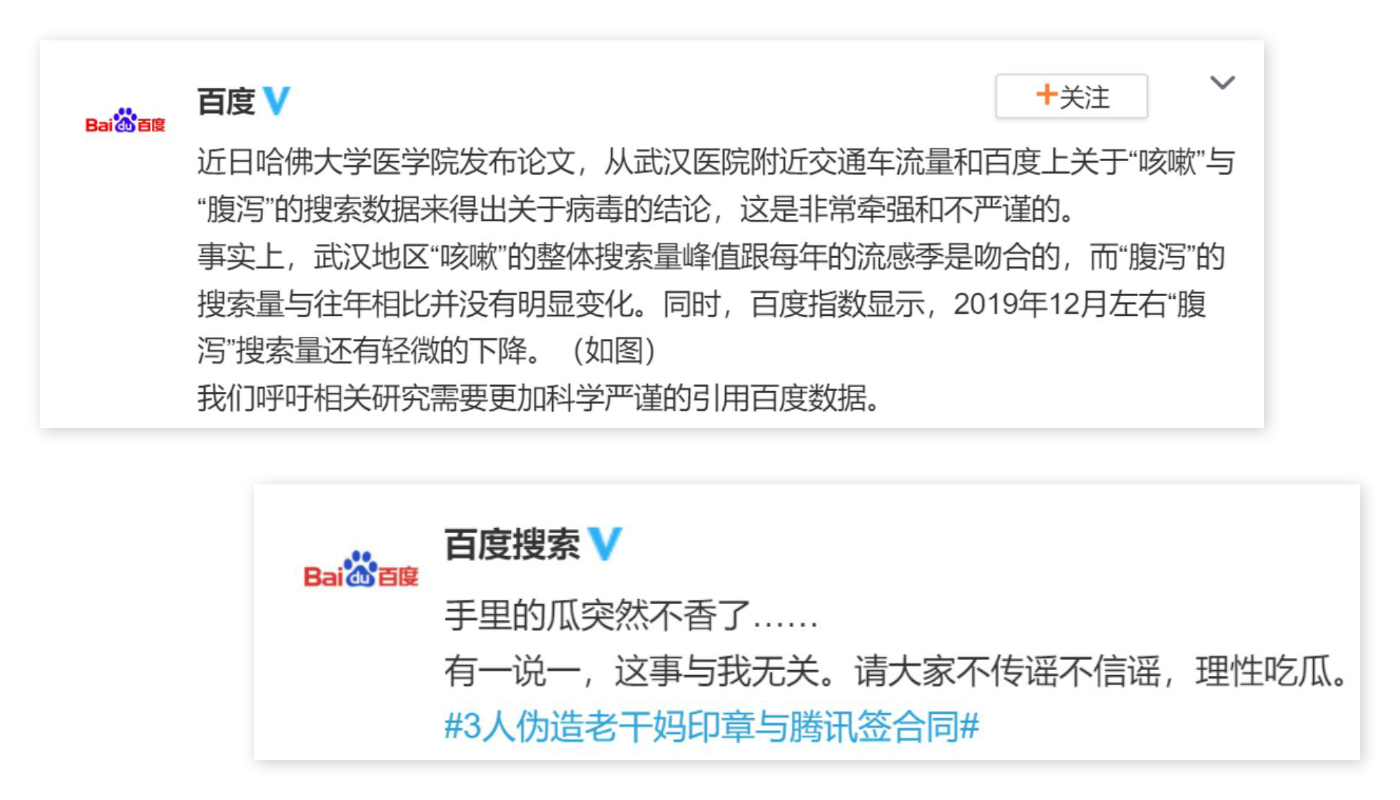 百度 V
+关注
Bai du 百度
近日哈佛大学医学院发布论文，从武汉医院附近交通车流量和百度上关于“咳嗽”与
“腹泻”的搜索数据来得出关于病毒的结论，这是非常牵强和不严谨的。
事实上，武汉地区“咳嗽”的整体搜索量峰值跟每年的流感季是吻合的，而“腹泻”的
搜索量与往年相比并没有明显变化。同时，百度指数显示，2019年12月左右“腹
泻”搜索量还有轻微的下降。（如图）
我们呼吁相关研究需要更加科学严谨的引用百度数据。
百度搜索 V
Bai du 百度
手里的瓜突然不香了……
有一说一，这事与我无关。请大家不传谣不信谣，理性吃瓜。
#3人伪造老干妈印章与腾讯签合同#